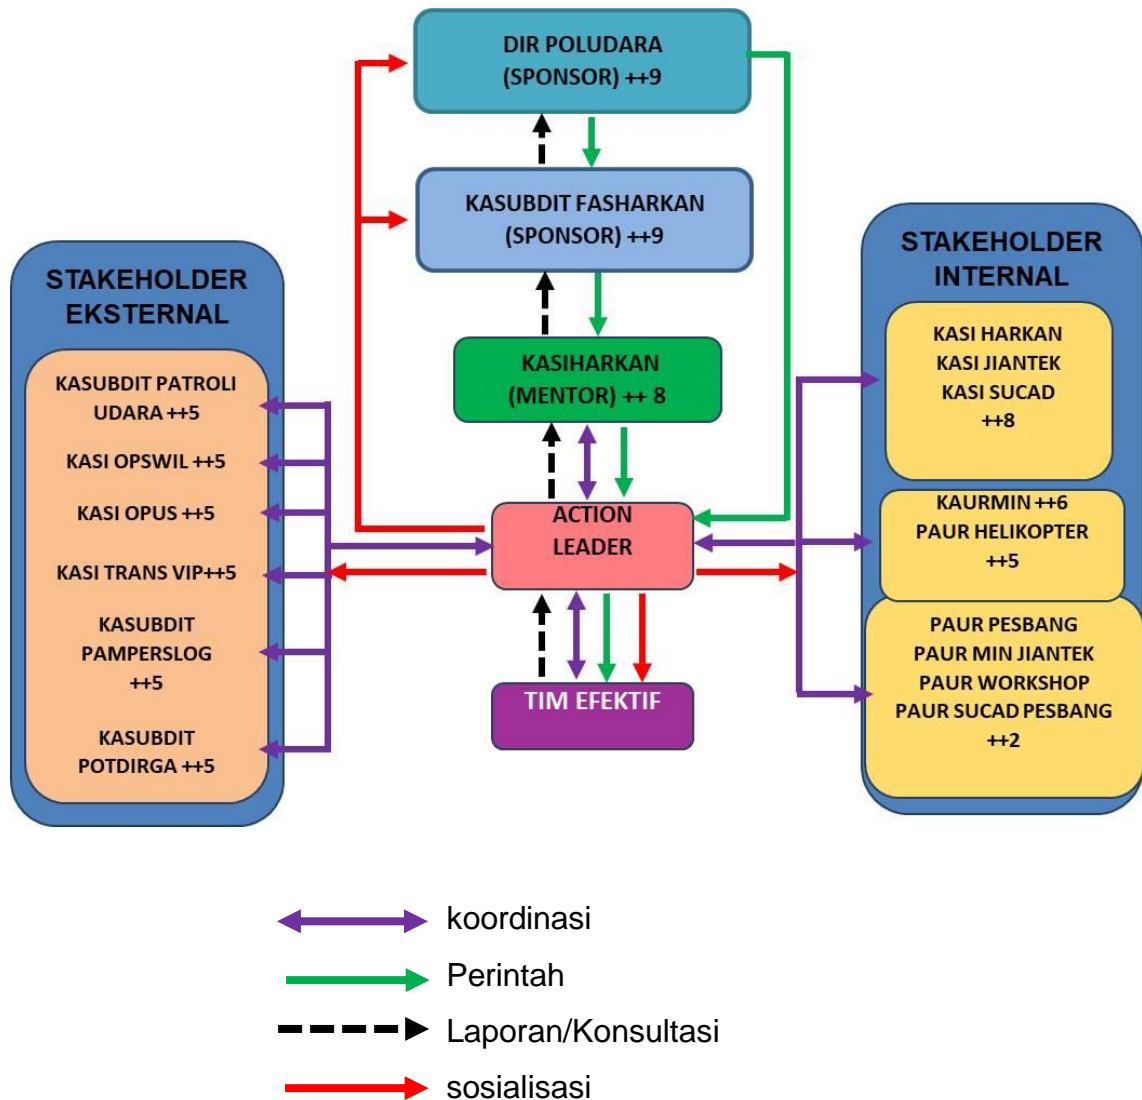 DIR POLUDARA
(SPONSOR) ++9
KASUBDIT FASHARKAN
(SPONSOR) ++9
KASIHARKAN
(MENTOR) ++ 8
ACTION
LEADER
TIM EFEKTIF
STAKEHOLDER
EKSTERNAL
KASUBDIT PATROLI
UDARA ++5
KASI OPSWIL ++5
KASI OPUS ++5
KASI TRANS VIP++5
KASUBDIT
PAMPERSLOG
++5
KASUBDIT
POTDIRGA ++5
STAKEHOLDER
INTERNAL
KASI HARKAN
KASI JIANTEK
KASI SUCAD
++8
KAURMIN ++6
PAUR HELIKOPTER
++5
PAUR PESBANG
PAUR MIN JIANTEK
PAUR WORKSHOP
PAUR SUCAD PESBANG
++2
koordinasi
Perintah
Laporan/Konsultasi
sosialisasi